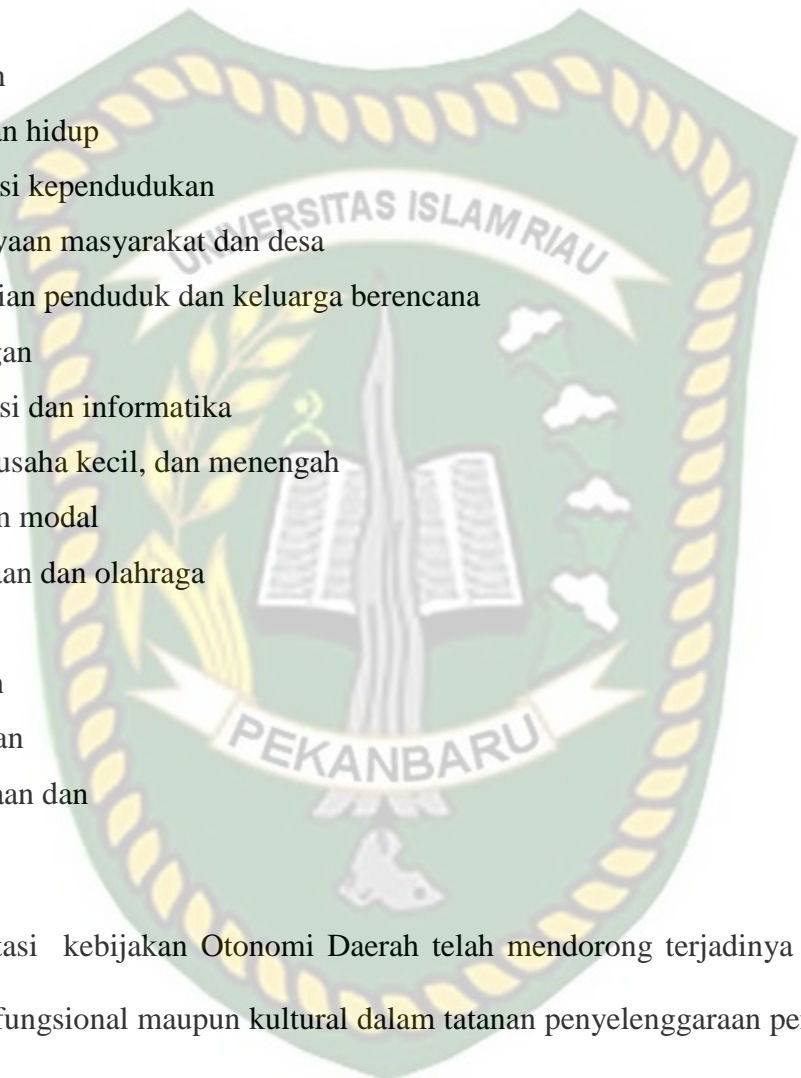 n
an hidup
si kependudukan
yaan masyarakat dan desa
UNIVERSITAS ISLAM RIAU
ian penduduk dan keluarga berencana
gan
si dan informatika
usaha kecil, dan menengah
n modal
aan dan olahraga
n
an
PEKANBARU
aan dan
tasi kebijakan Otonomi Daerah telah mendorong terjadinya
fungsional maupun kultural dalam tatanan penyelenggaraan pe